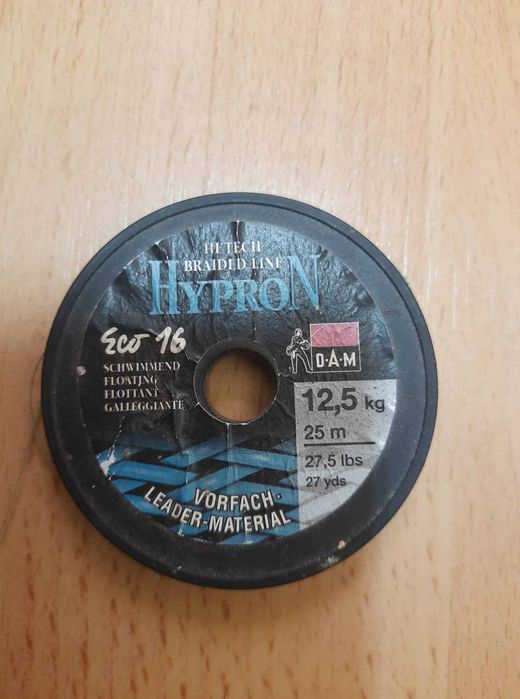 HI TECH
BRAIDED LINE
HYPRON
Eco 16
SCHWIMMEND
FLOATING
FLOTTANT
GALLEGGIANTE
D·A·M
12,5 kg
25 m
27,5 lbs
27 yds
VORFACH-
LEADER-MATERIAL